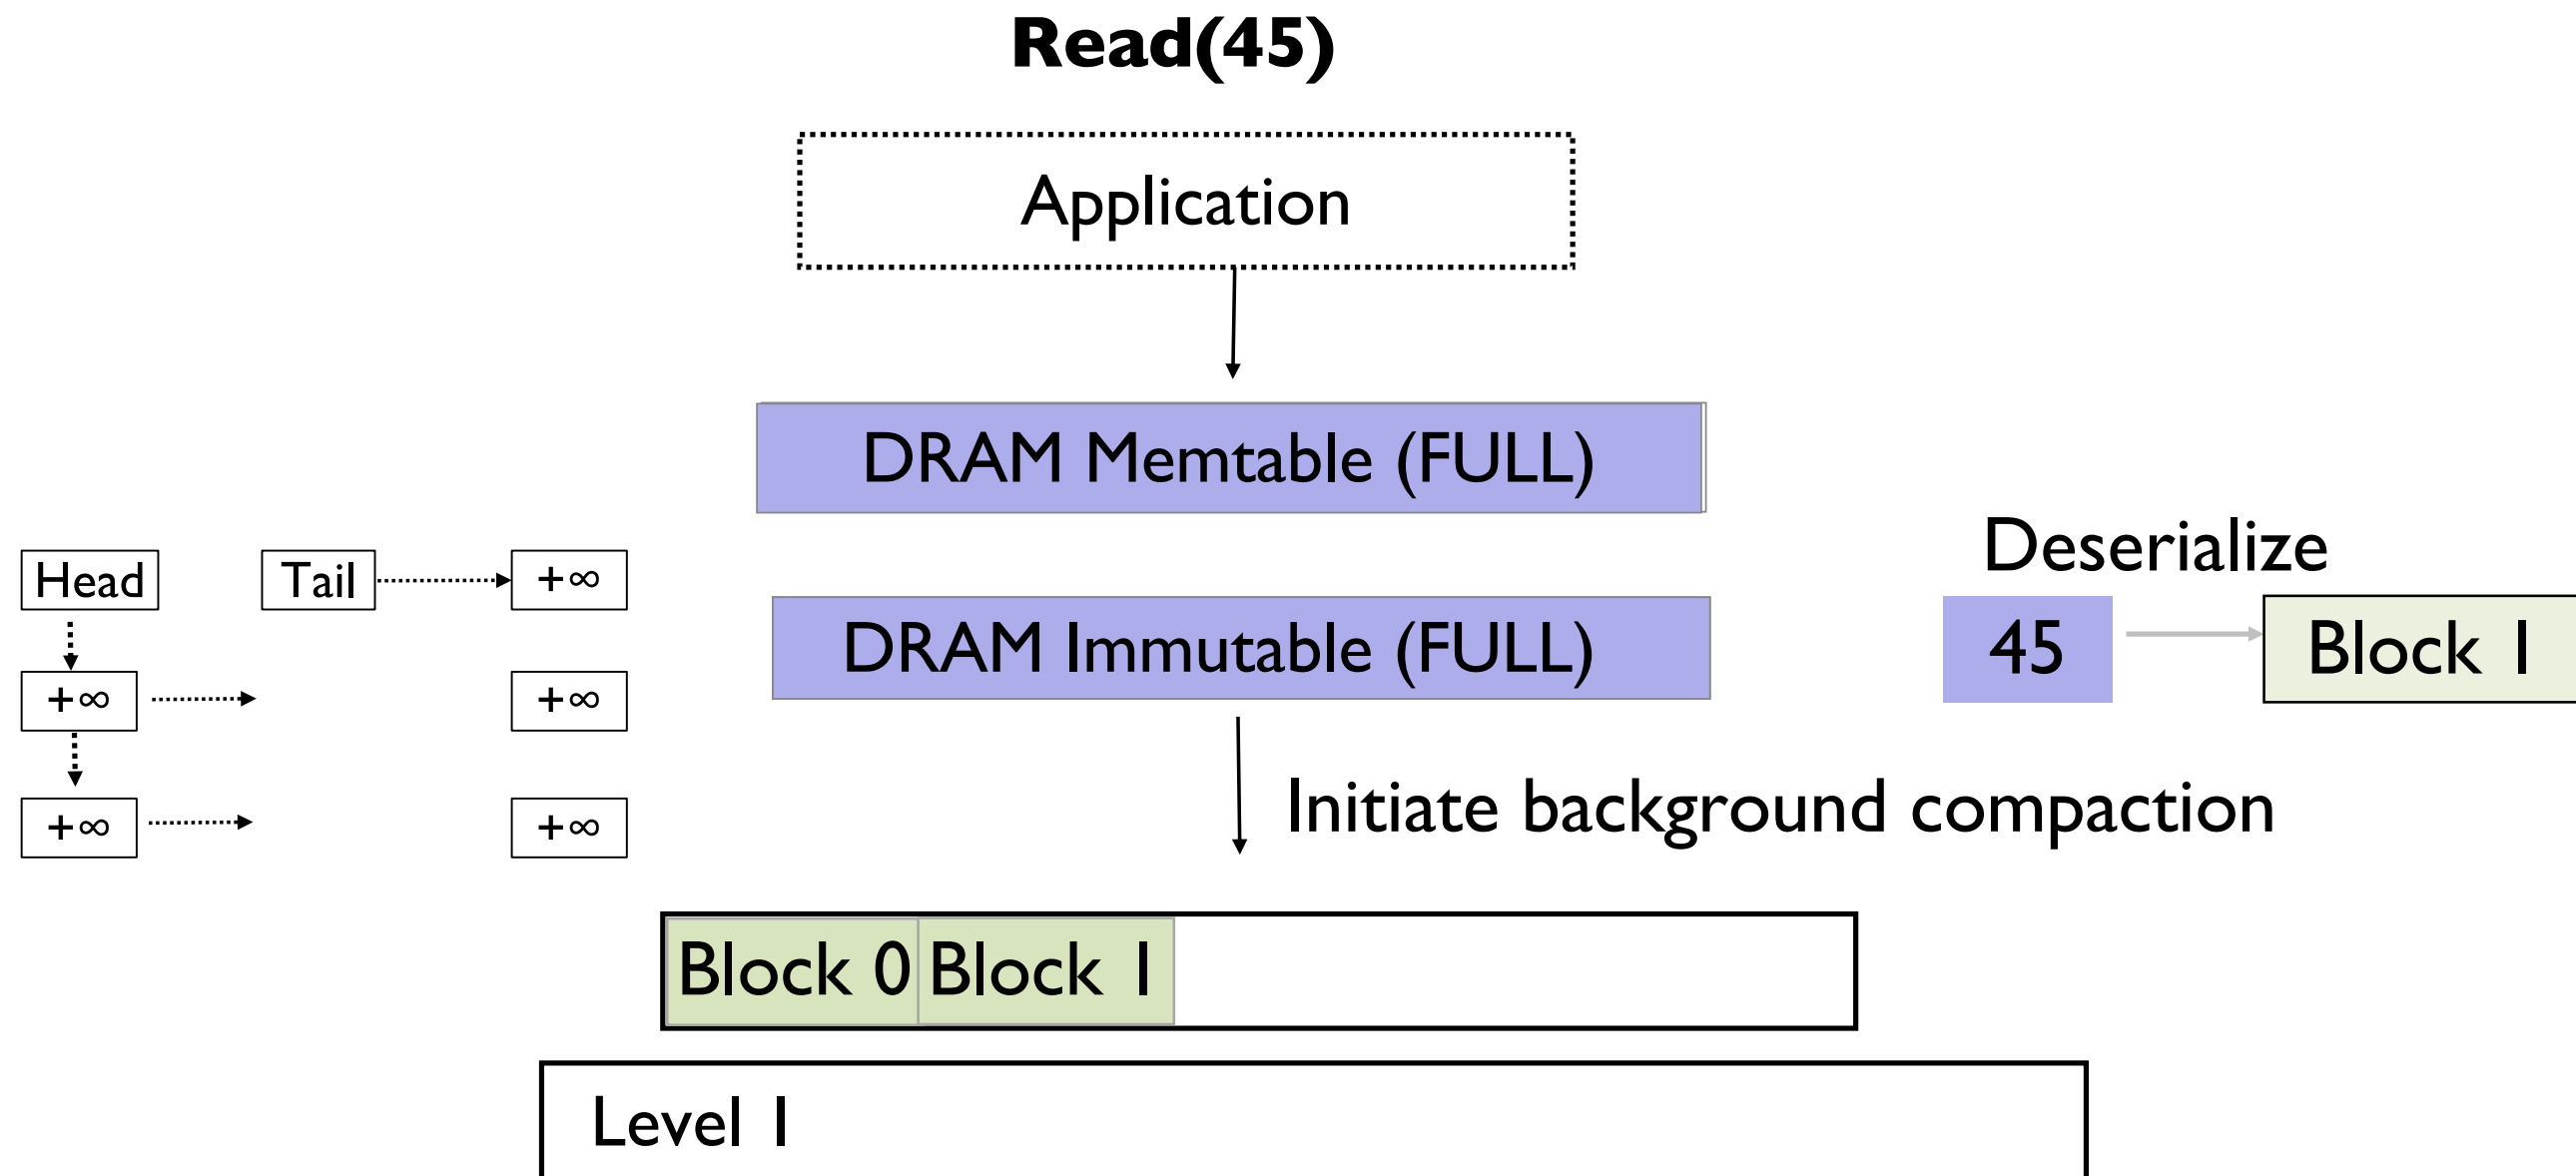 Read(45)
Application
DRAM Memtable (FULL)
Head
Tail
+∞
Deserialize
DRAM Immutable (FULL)
45
Block 1
+∞
+∞
Initiate background compaction
+∞
+∞
Block 0
Block 1
Level 1